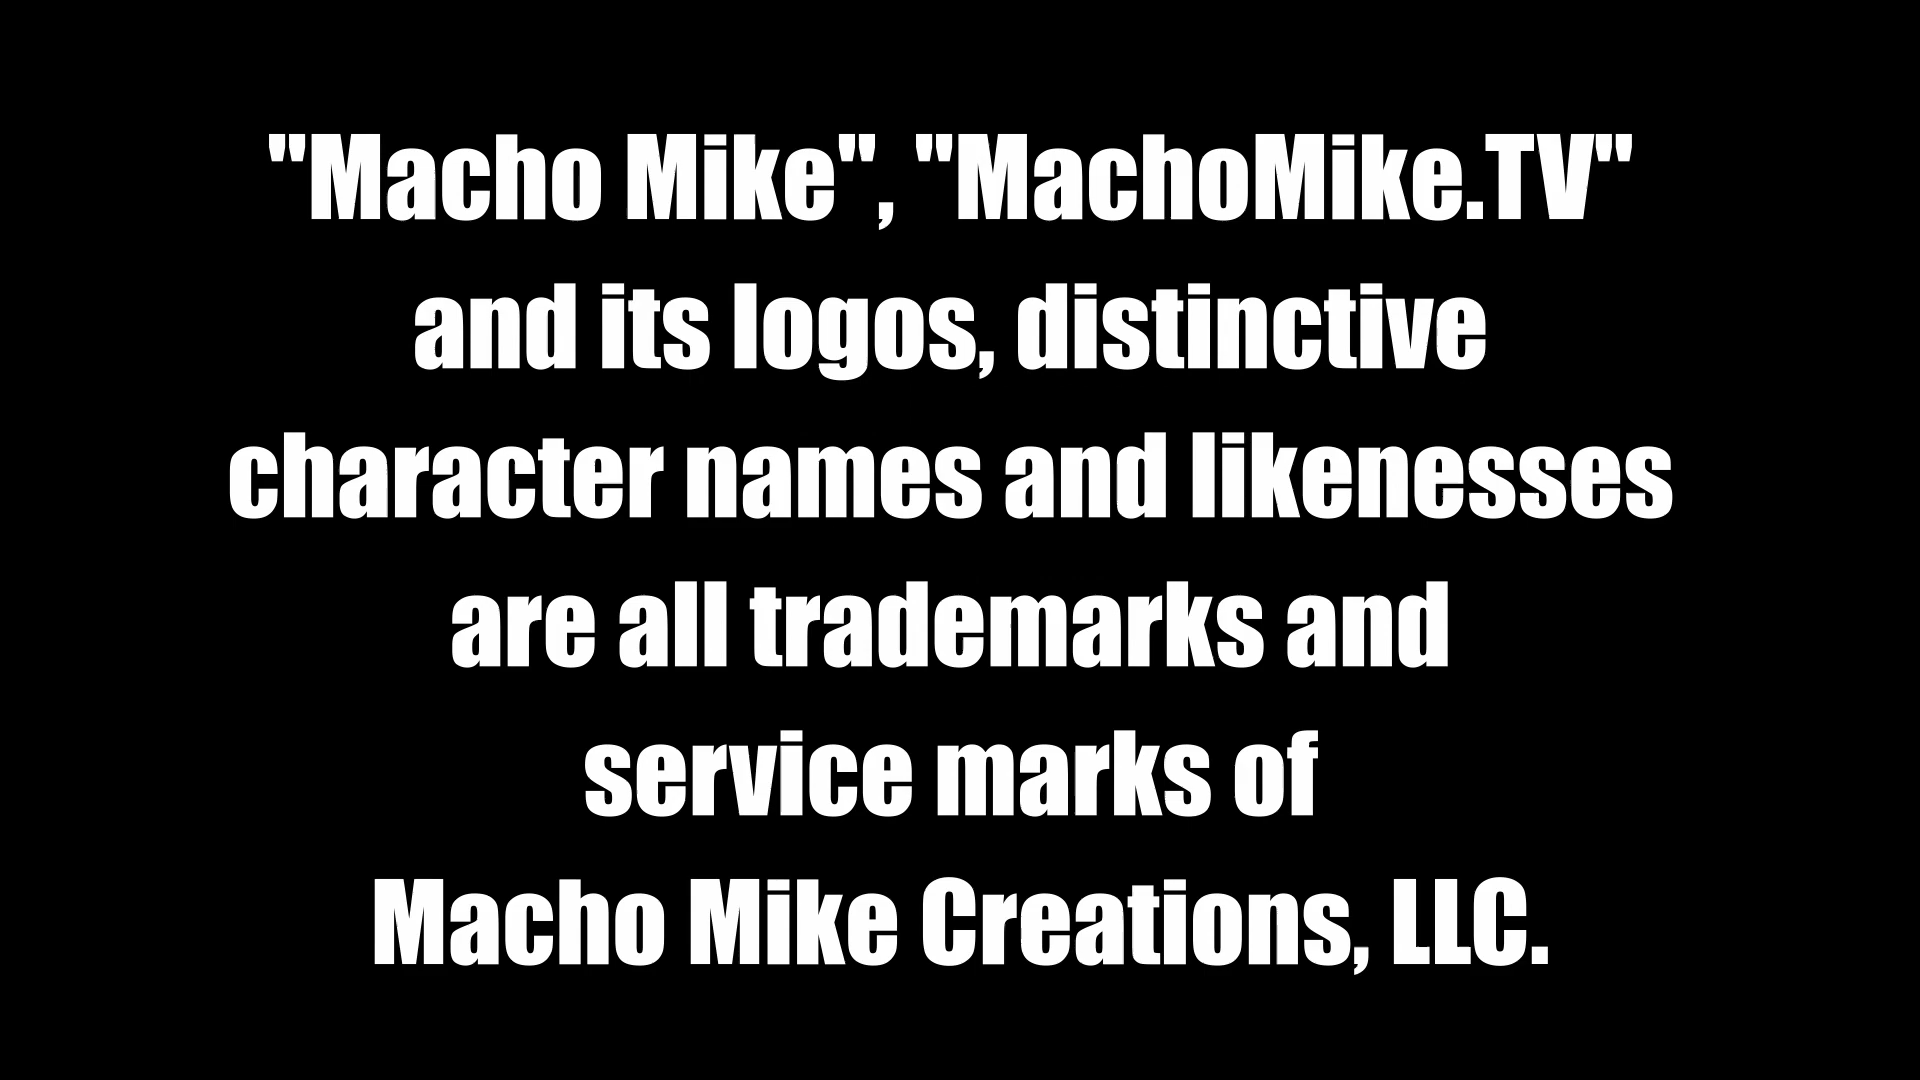 "Macho Mike", "MachoMike.TV"
and its logos, distinctive
character names and likenesses
are all trademarks and
service marks of
Macho Mike Creations, LLC.